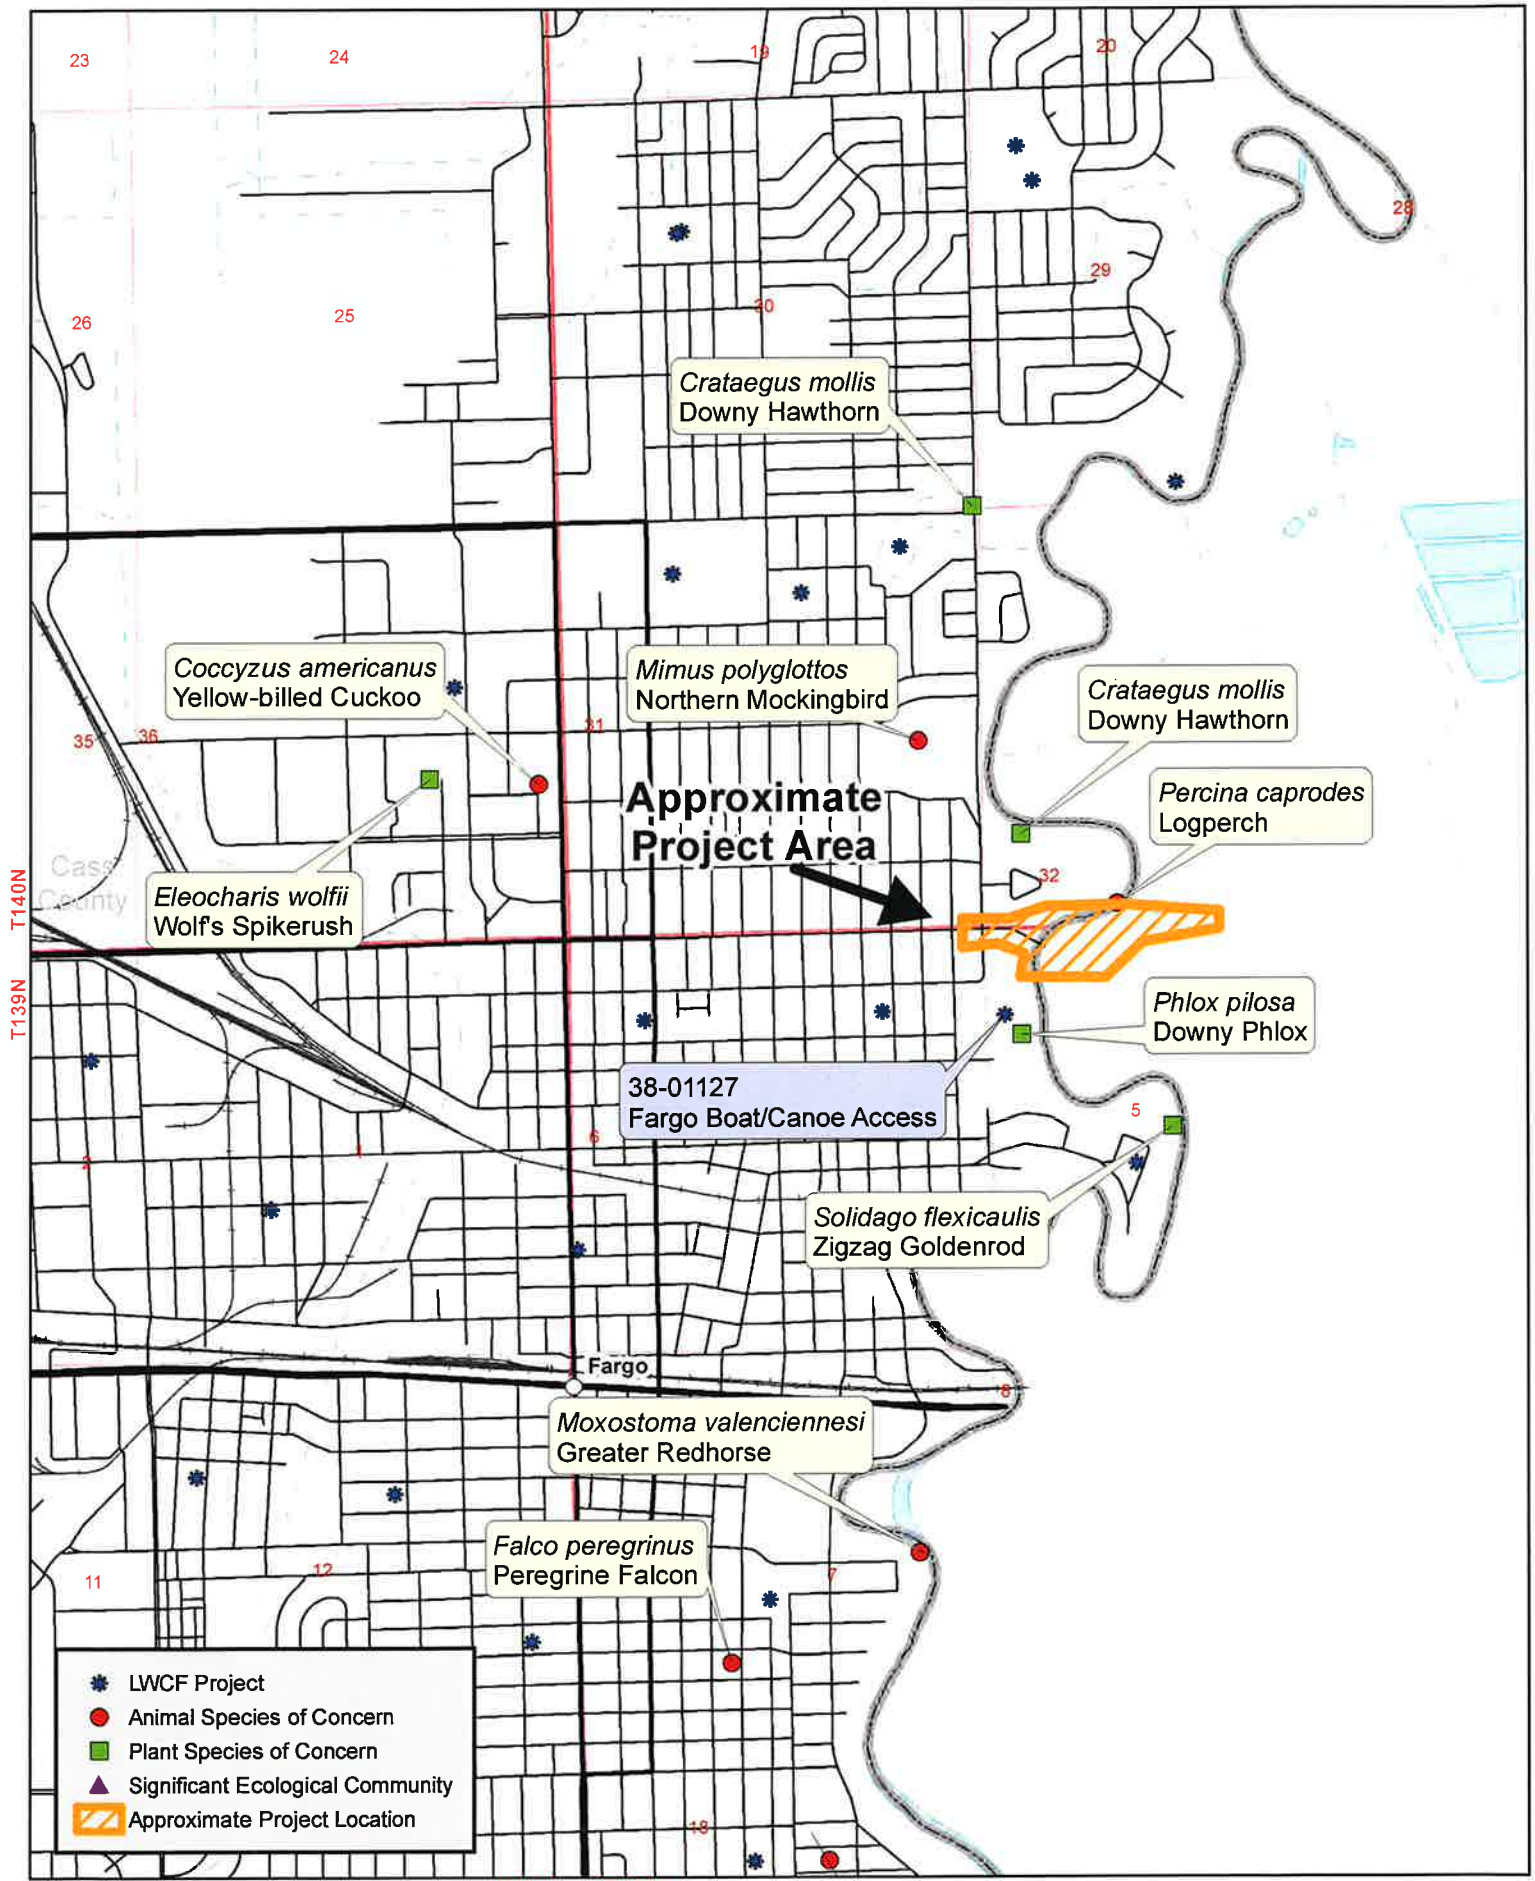 23
24
19
20
28
29
26
25
30
Crataegus mollis
Downy Hawthorn
Coccyzus americanus
Yellow-billed Cuckoo
Mimus polyglottos
Northern Mockingbird
Crataegus mollis
Downy Hawthorn
35
36
31
Approximate
Project Area
Percina caprodes
Logperch
32
Cass
County
T140N
Eleocharis wolfii
Wolf's Spikerush
T139N
Phlox pilosa
Downy Phlox
38-01127
Fargo Boat/Canoe Access
5
6
1
2
Solidago flexicaulis
Zigzag Goldenrod
Fargo
8
Moxostoma valenciennesi
Greater Redhorse
Falco peregrinus
Peregrine Falcon
11
12
7
18
LWCF Project
Animal Species of Concern
Plant Species of Concern
Significant Ecological Community
Approximate Project Location